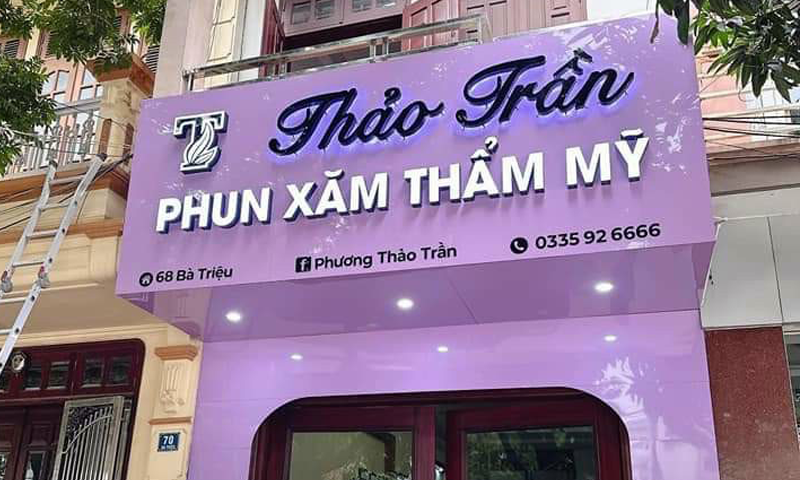 Thảo Trần
PHUN XĂM THẨM MỸ
68 Bà Triệu
Phương Thảo Trần
0335 92 6666
70